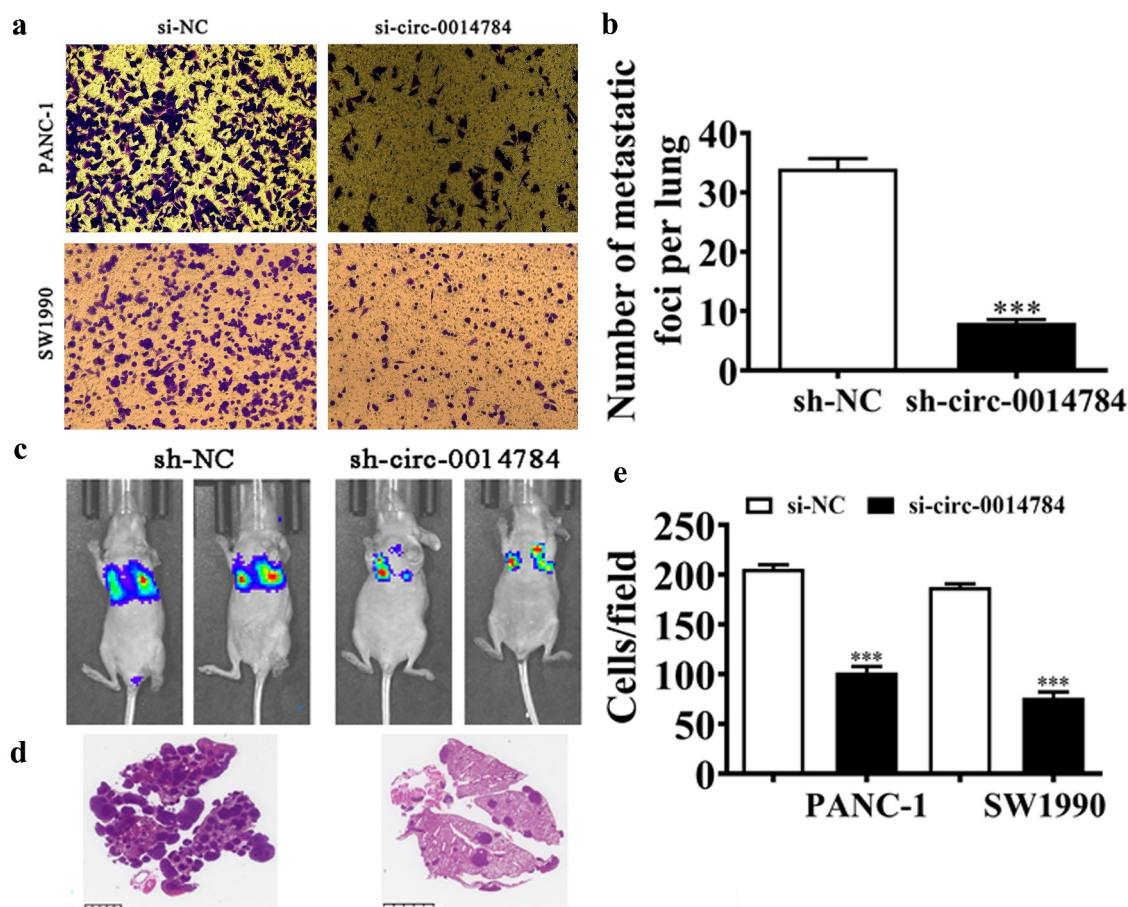 a
si-NC si-circ-0014784
PANC-1
SW1990
b
Number of metastatic
foci per lung
40
30
20
10
0
***
sh-NC sh-circ-0014784
c
sh-NC sh-circ-0014784
d
e
si-NC si-circ-0014784
Cells/field
250
200
150
100
50
0
***
***
PANC-1 SW1990